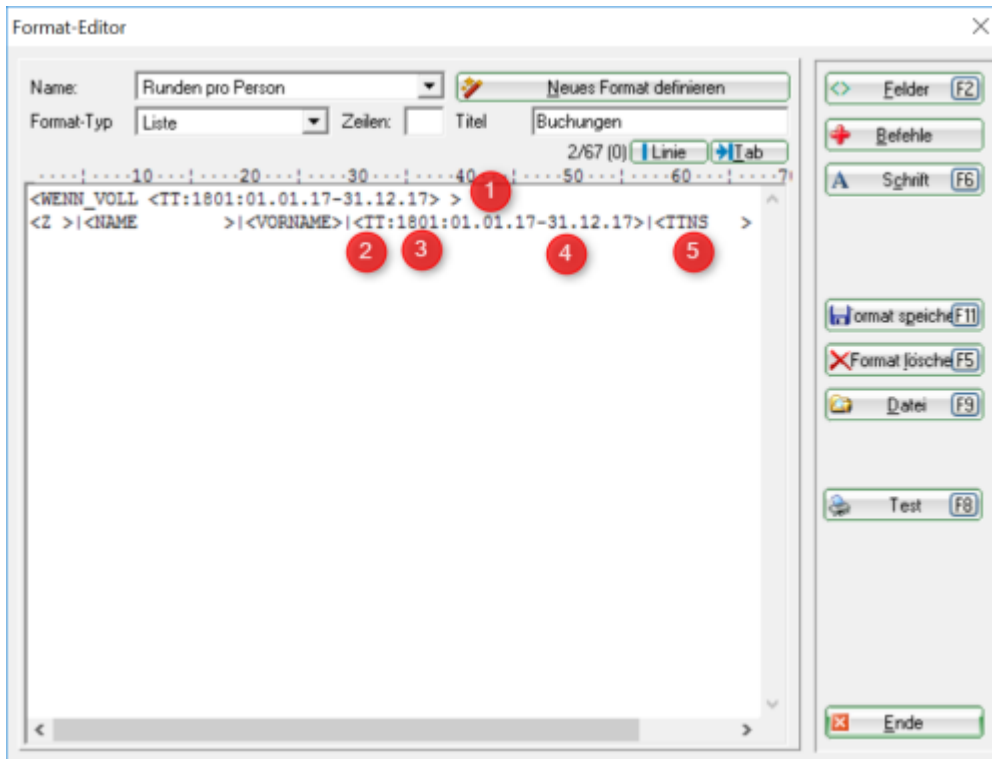 Format-Editor
Name: Runden pro Person Neues Format definieren
Format-Typ Liste Zeilen: Titel Buchungen
2/67 (0) Linie Tab
....¦....10...¦....20...¦....30...¦....40...¦....50...¦....60...¦....7
<WENN_VOLL <TT:1801:01.01.17-31.12.17> > 1
<Z >|<NAME >|<VORNAME>|<TT:1801:01.01.17-31.12.17>|<TTNS >
2 3 4 5
Felder F2
Befehle
Schrift F6
ormat speiche F11
Format lösche F5
Datei F9
Test F8
Ende